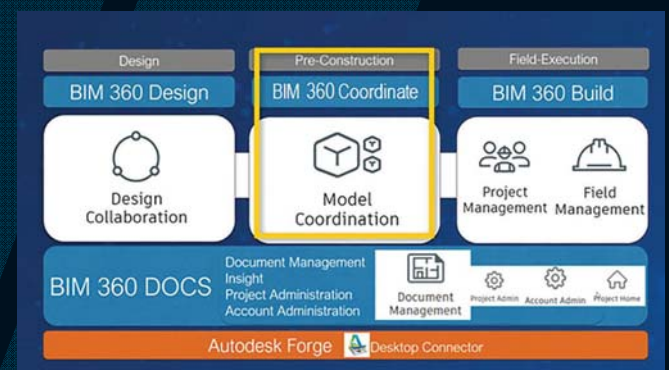 Design
Pre-Construction
Field-Execution
BIM 360 Design
BIM 360 Coordinate
BIM 360 Build
Design
Collaboration
Model
Coordination
Project
Management
Field
Management
BIM 360 DOCS
Document Management
Insight
Project Administration
Account Administration
Document
Management
Project Admin
Account Admin
Project Home
Autodesk Forge
Desktop Connector